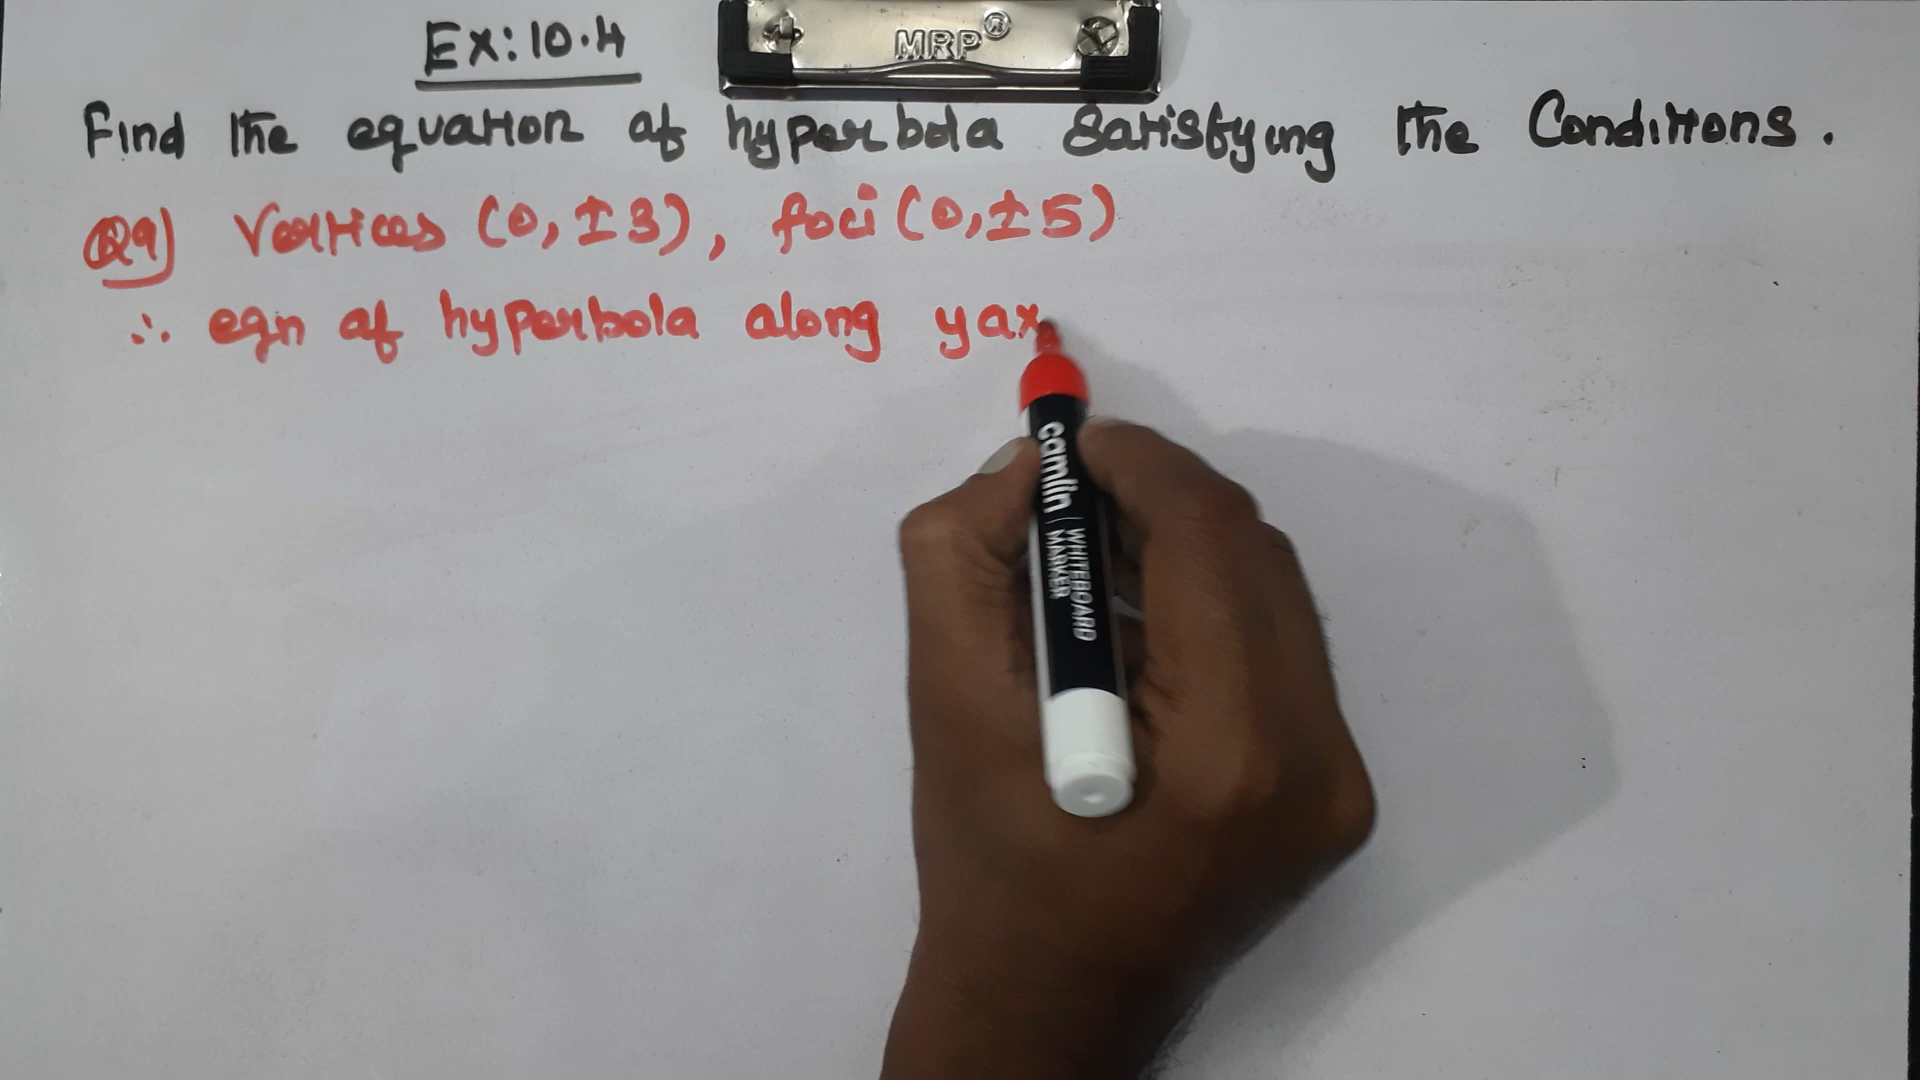 MRP®
Ex: 10.4
Find the equation of hyperbola Satisfying the Conditions.
Q9) Vertices (0, ±3), foci (0, ±5)
∴ eqn of hyperbola along y ax
camlin
WHITEBOARD
MARKER